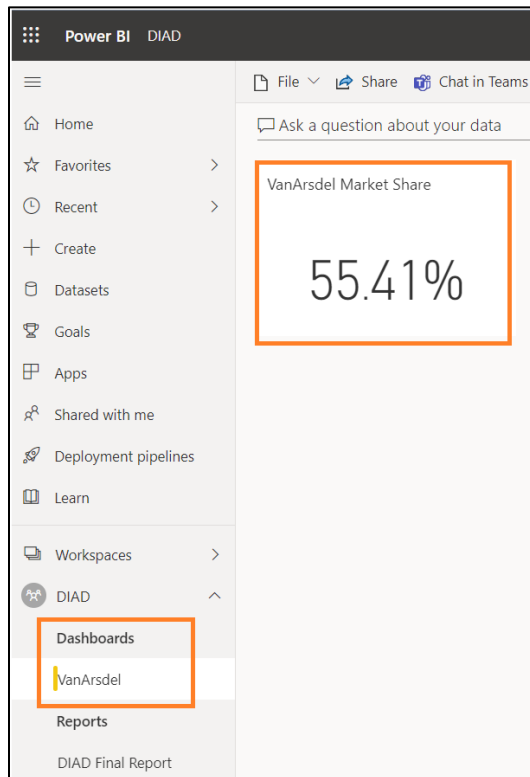 Power BI DIAD
File Share Chat in Teams
Home
Ask a question about your data
Favorites
VanArsdel Market Share
Recent
Create
55.41%
Datasets
Goals
Apps
Shared with me
Deployment pipelines
Learn
Workspaces
DIAD
Dashboards
VanArsdel
Reports
DIAD Final Report